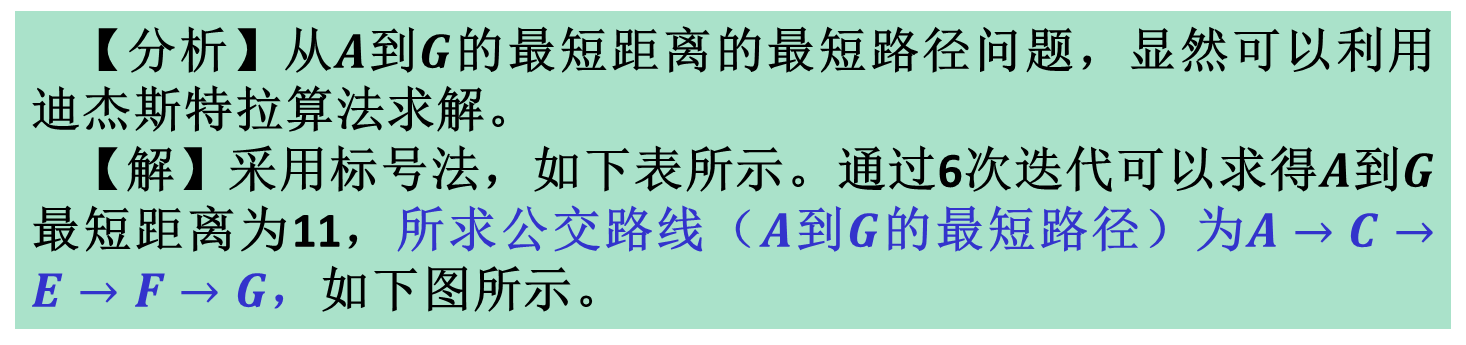 【分析】从A到G的最短距离的最短路径问题，显然可以利用
迪杰斯特拉算法求解。
【解】采用标号法，如下表所示。通过6次迭代可以求得A到G
最短距离为11，所求公交路线（A到G的最短路径）为A → C →
E → F → G，如下图所示。